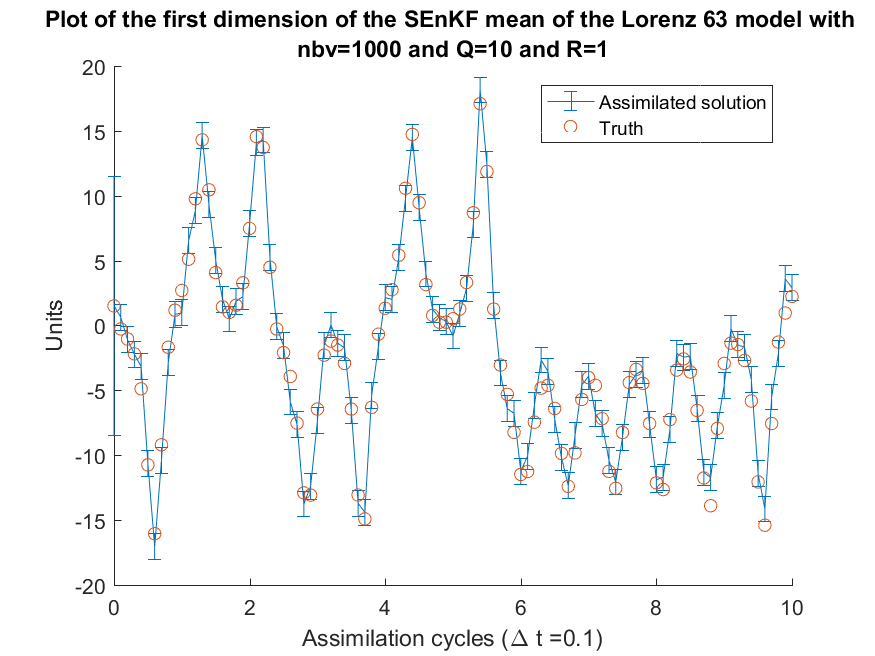 Plot of the first dimension of the SEnKF mean of the Lorenz 63 model with
nbv=1000 and Q=10 and R=1
20
15
10
5
0
-5
-10
-15
-20
Units
Assimilated solution
Truth
0
2
4
6
8
10
Assimilation cycles (Δ t =0.1)